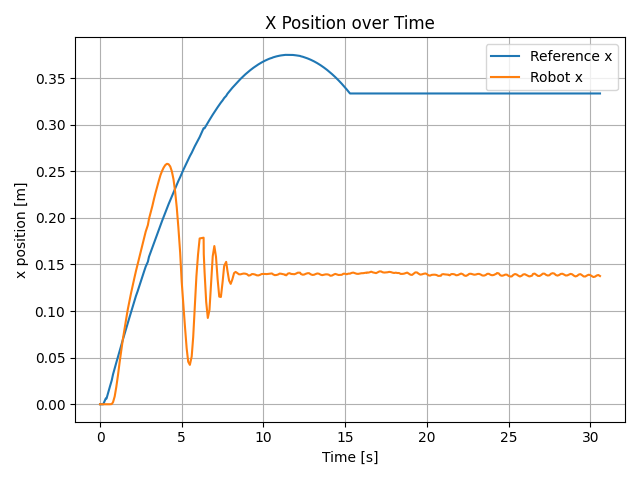 X Position over Time
Reference x
Robot x
x position [m]
0.35
0.30
0.25
0.20
0.15
0.10
0.05
0.00
0 5 10 15 20 25 30
Time [s]